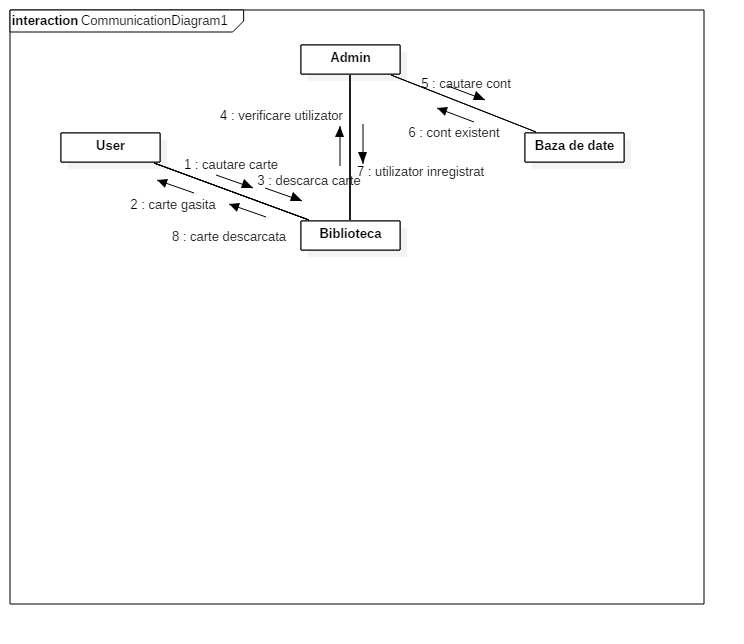 interaction CommunicationDiagram1
Admin
5 : cautare cont
4 : verificare utilizator
6 : cont existent
User
Baza de date
1 : cautare carte
7 : utilizator inregistrat
3 : descarca carte
2 : carte gasita
8 : carte descarcata
Biblioteca